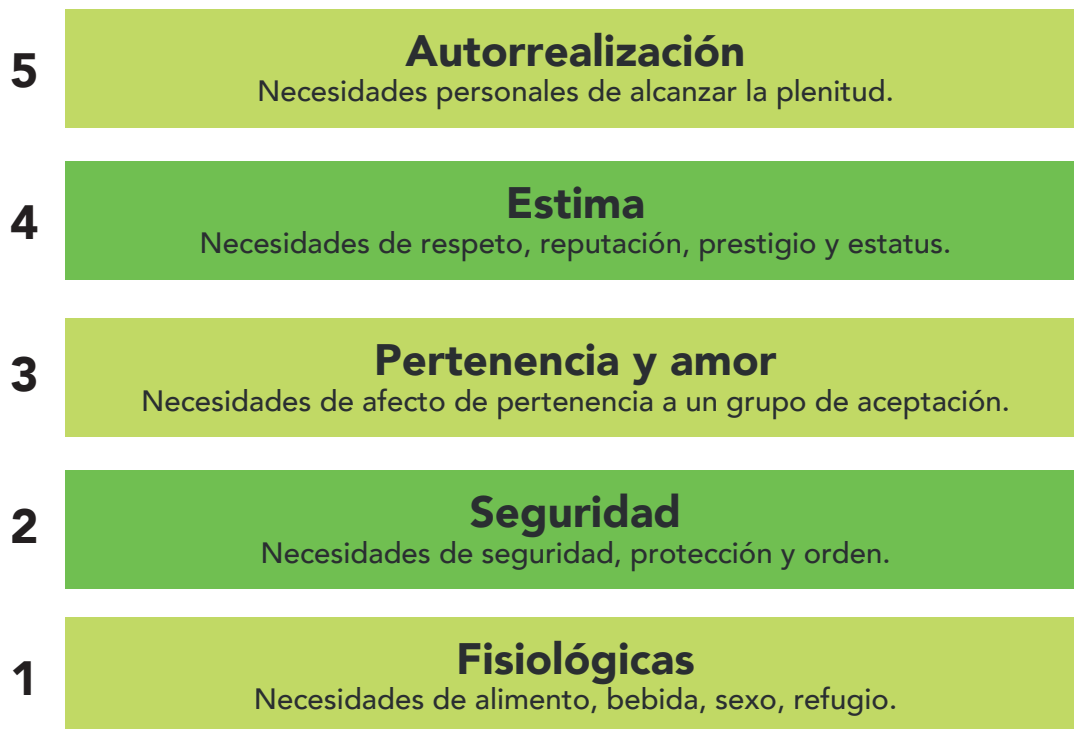 5
Autorrealización
Necesidades personales de alcanzar la plenitud.
4
Estima
Necesidades de respeto, reputación, prestigio y estatus.
3
Pertenencia y amor
Necesidades de afecto de pertenencia a un grupo de aceptación.
2
Seguridad
Necesidades de seguridad, protección y orden.
1
Fisiológicas
Necesidades de alimento, bebida, sexo, refugio.